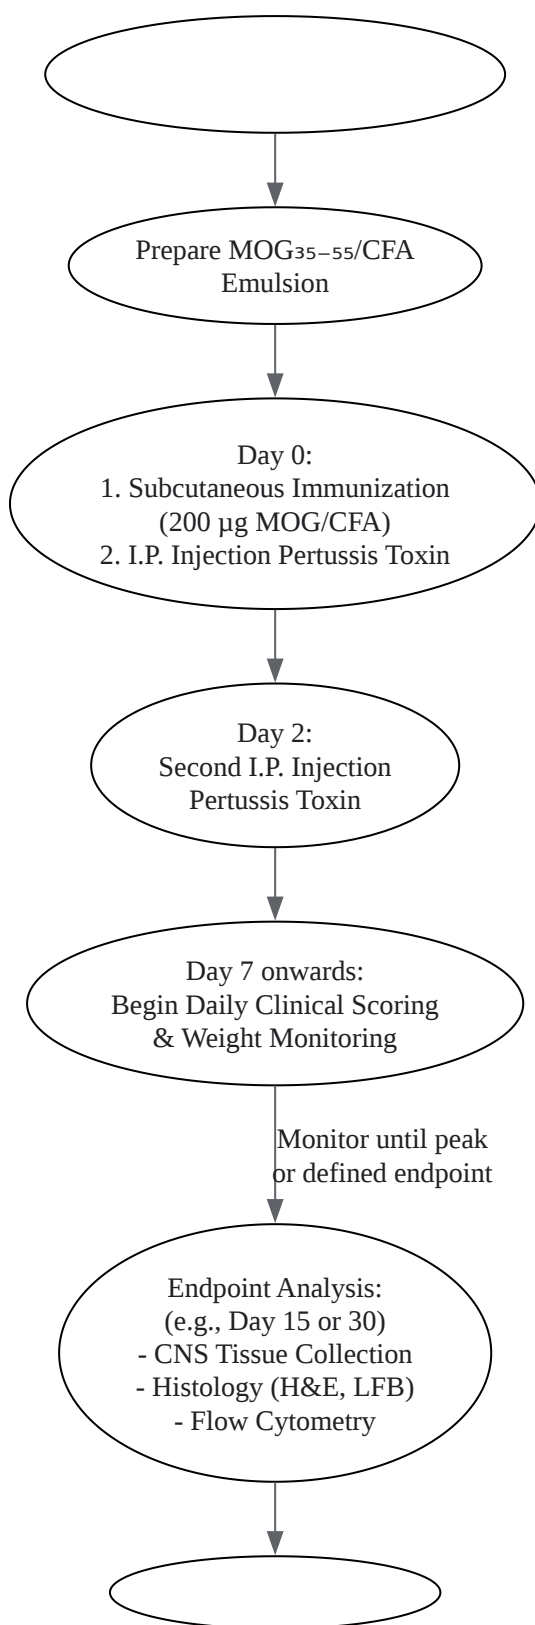 Prepare MOG₃₅₋₅₅/CFA
Emulsion
Day 0:
1. Subcutaneous Immunization
(200 µg MOG/CFA)
2. I.P. Injection Pertussis Toxin
Day 2:
Second I.P. Injection
Pertussis Toxin
Day 7 onwards:
Begin Daily Clinical Scoring
& Weight Monitoring
Monitor until peak
or defined endpoint
Endpoint Analysis:
(e.g., Day 15 or 30)
- CNS Tissue Collection
- Histology (H&E, LFB)
- Flow Cytometry